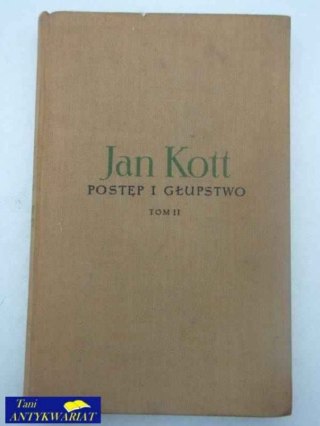 Jan Kott
POSTĘP I GŁUPSTWO
TOM II
Tani
ANTYKWARIAT